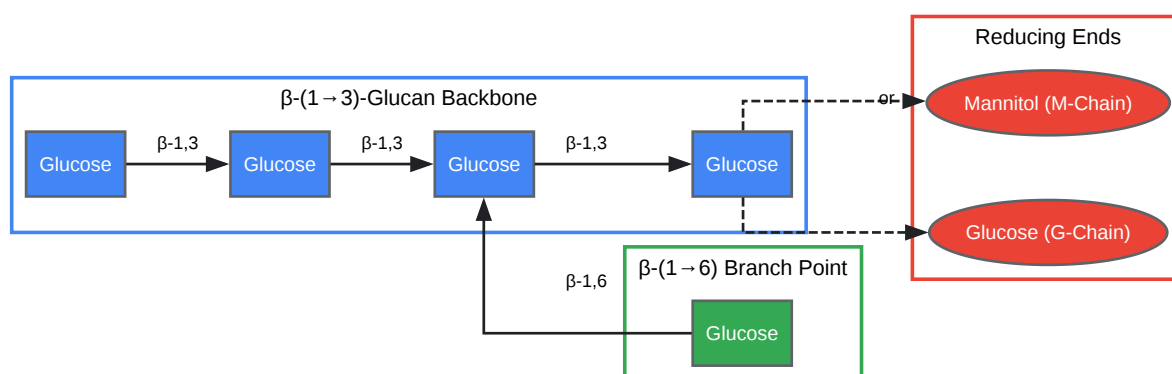 Reducing Ends
β-(1→3)-Glucan Backbone
or
Mannitol (M-Chain)
β-1,3
β-1,3
β-1,3
Glucose
Glucose
Glucose
Glucose
Glucose (G-Chain)
β-(1→6) Branch Point
β-1,6
Glucose